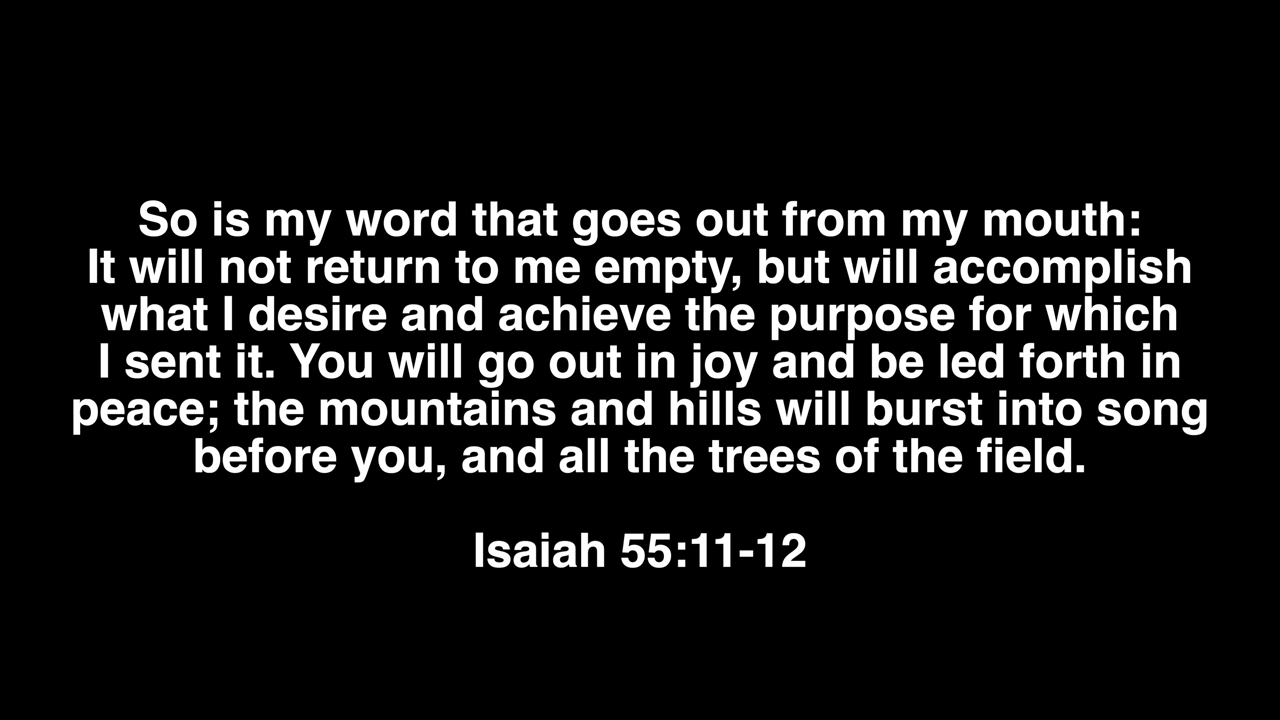 So is my word that goes out from my mouth:
It will not return to me empty, but will accomplish
what I desire and achieve the purpose for which
I sent it. You will go out in joy and be led forth in
peace; the mountains and hills will burst into song
before you, and all the trees of the field.
Isaiah 55:11-12